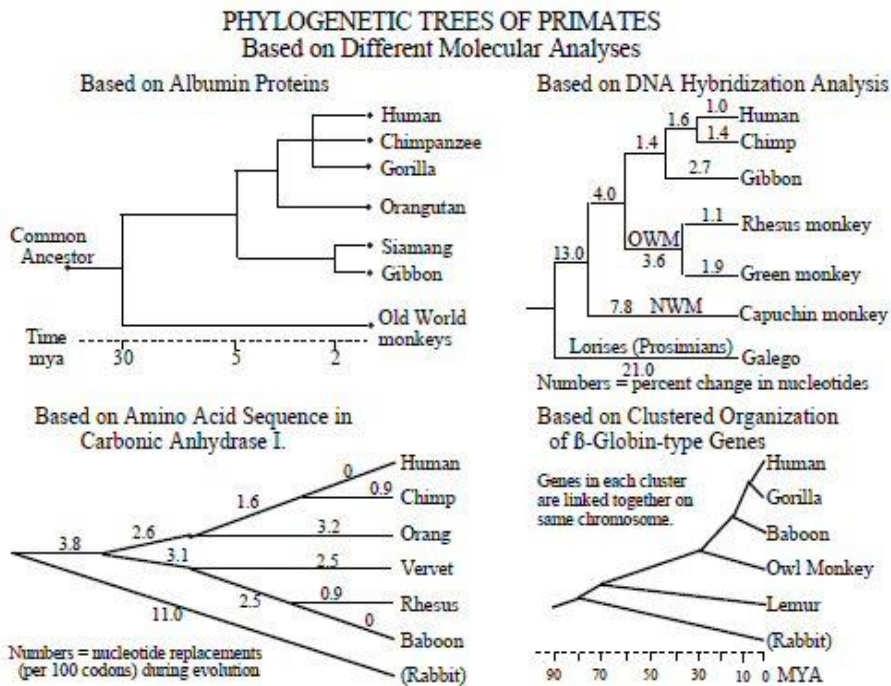 PHYLOGENETIC TREES OF PRIMATES
Based on Different Molecular Analyses
Based on Albumin Proteins
Human
Chimpanzee
Gorilla
Orangutan
Siamang
Gibbon
Old World
monkeys
Common
Ancestor
Time
mya
30
5
2
Based on DNA Hybridization Analysis
1.0
Human
1.6
1.4
Chimp
1.4
2.7
Gibbon
4.0
1.1
Rhesus monkey
OWM
3.6
13.0
1.9
Green monkey
7.8 NWM
Capuchin monkey
Lorises (Prosimians)
Galego
21.0
Numbers = percent change in nucleotides
Based on Amino Acid Sequence in
Carbonic Anhydrase I.
0
Human
1.6
0.9
Chimp
2.6
3.2
Orang
3.8
3.1
2.5
Vervet
2.5
0.9
Rhesus
0
Baboon
11.0
(Rabbit)
Numbers = nucleotide replacements
(per 100 codons) during evolution
Based on Clustered Organization
of ß-Globin-type Genes
Genes in each cluster
are linked together on
same chromosome.
Human
Gorilla
Baboon
Owl Monkey
Lemur
(Rabbit)
90 70 50 30 10 0 MYA